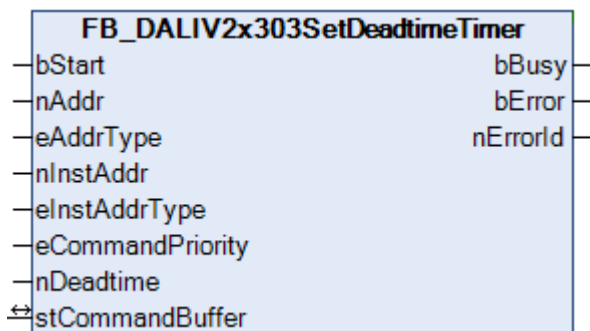 FB_DALIV2x303SetDeadtimeTimer
bStart bBusy
nAddr bError
eAddrType nErrorId
nInstAddr
eInstAddrType
eCommandPriority
nDeadtime
stCommandBuffer